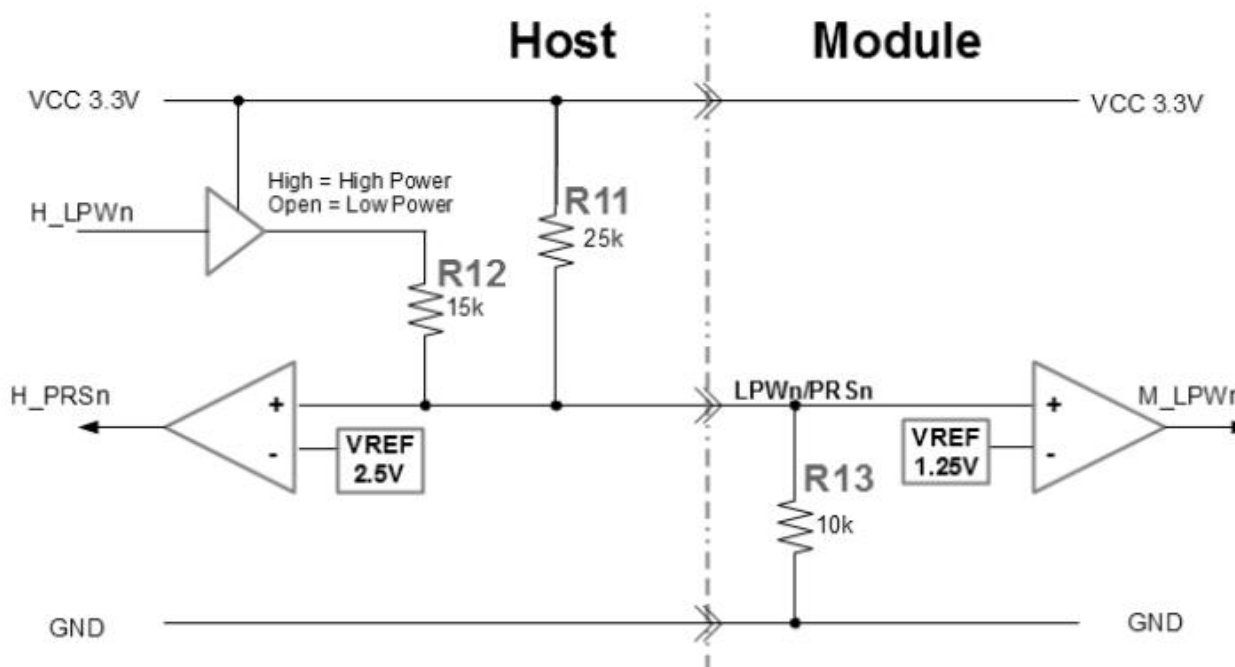 Host
Module
VCC 3.3V
VCC 3.3V
High = High Power
Open = Low Power
H_LPWn
R11
25k
R12
15k
H_PRSn
+
-
VREF
2.5V
LPWn/PRSn
VREF
1.25V
+
-
M_LPWn
R13
10k
GND
GND